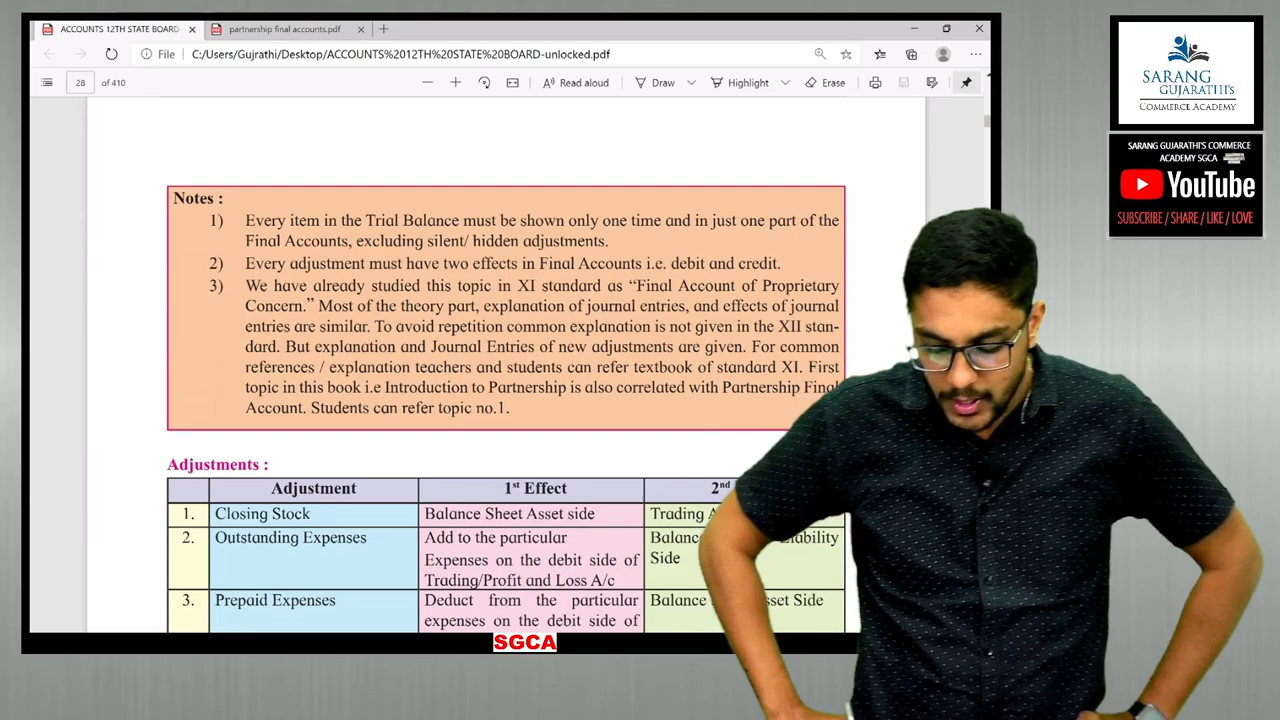 ACCOUNTS 12TH STATE BOARD
partnership final accounts.pdf
File
C:/Users/Gujrathi/Desktop/ACCOUNTS%2012TH%20STATE%20BOARD-unlocked.pdf
28 of 410
Read aloud
Draw
Highlight
Erase
SARANG
GUJARATHI'S
COMMERCE ACADEMY
SARANG GUJARATHI'S COMMERCE
ACADEMY SGCA
YouTube
SUBSCRIBE / SHARE / LIKE / LOVE
Notes :
1) Every item in the Trial Balance must be shown only one time and in just one part of the
Final Accounts, excluding silent/ hidden adjustments.
2) Every adjustment must have two effects in Final Accounts i.e. debit and credit.
3) We have already studied this topic in XI standard as “Final Account of Proprietary
Concern.” Most of the theory part, explanation of journal entries, and effects of journal
entries are similar. To avoid repetition common explanation is not given in the XII stan-
dard. But explanation and Journal Entries of new adjustments are given. For common
references / explanation teachers and students can refer textbook of standard XI. First
topic in this book i.e Introduction to Partnership is also correlated with Partnership Final
Account. Students can refer topic no.1.
Adjustments :
Adjustment 1st Effect 2nd
1. Closing Stock Balance Sheet Asset side Trading
2. Outstanding Expenses Add to the particular
Expenses on the debit side of
Trading/Profit and Loss A/c
Side
3. Prepaid Expenses Deduct from the particular
expenses on the debit side of
Asset Side
SGCA